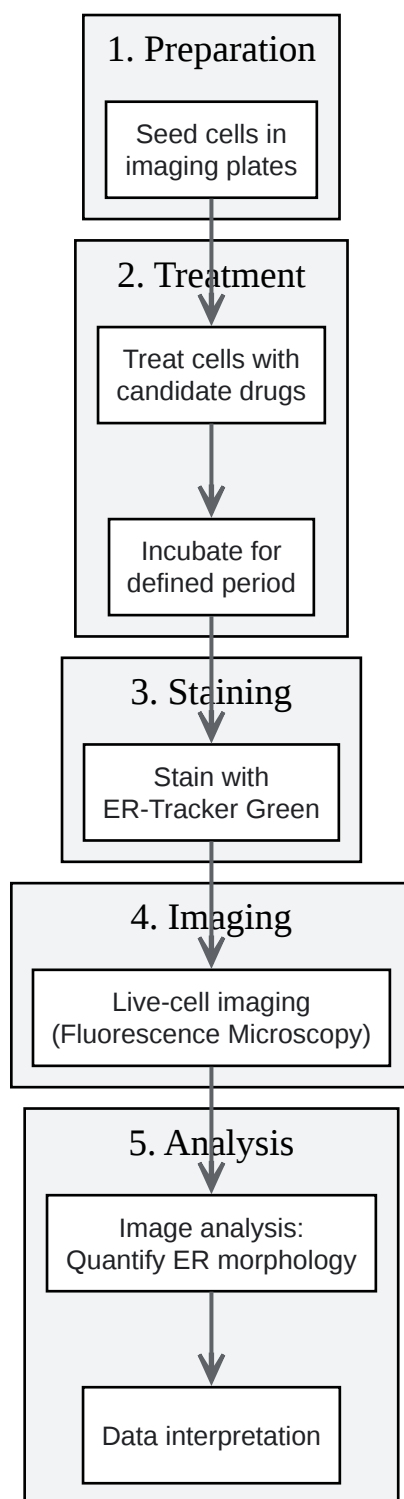 1. Preparation
Seed cells in
imaging plates
2. Treatment
Treat cells with
candidate drugs
Incubate for
defined period
3. Staining
Stain with
ER-Tracker Green
4. Imaging
Live-cell imaging
(Fluorescence Microscopy)
5. Analysis
Image analysis:
Quantify ER morphology
Data interpretation